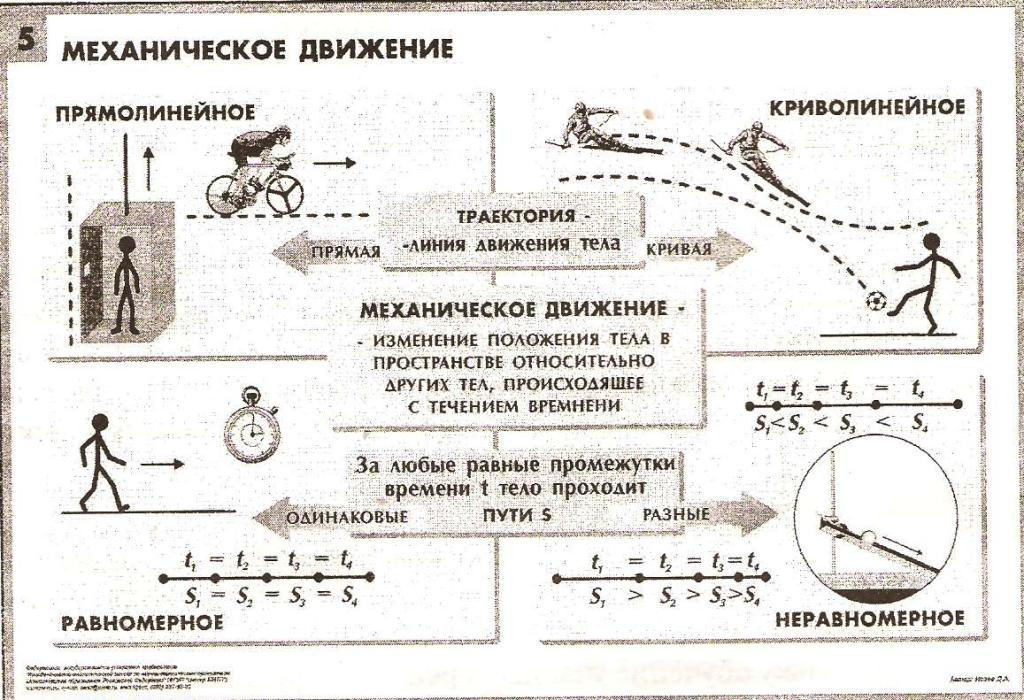 5
МЕХАНИЧЕСКОЕ ДВИЖЕНИЕ
ПРЯМОЛИНЕЙНОЕ
КРИВОЛИНЕЙНОЕ
ТРАЕКТОРИЯ -
-ЛИНИЯ ДВИЖЕНИЯ ТЕЛА
ПРЯМАЯ
КРИВАЯ
МЕХАНИЧЕСКОЕ ДВИЖЕНИЕ -
- ИЗМЕНЕНИЕ ПОЛОЖЕНИЯ ТЕЛА В
ПРОСТРАНСТВЕ ОТНОСИТЕЛЬНО
ДРУГИХ ТЕЛ, ПРОИСХОДЯЩЕЕ
С ТЕЧЕНИЕМ ВРЕМНЕНИ
t₁ = t₂ = t₃ = t₄
S₁ < S₂ < S₃ < S₄
За любые равные промежутки
времени t тело проходит
ОДИНАКОВЫЕ ПУТИ S РАЗНЫЕ
t₁ = t₂ = t₃ = t₄
S₁ = S₂ = S₃ = S₄
РАВНОМЕРНОЕ
t₁ = t₂ = t₃ = t₄
S₁ > S₂ > S₃ > S₄
НЕРАВНОМЕРНОЕ